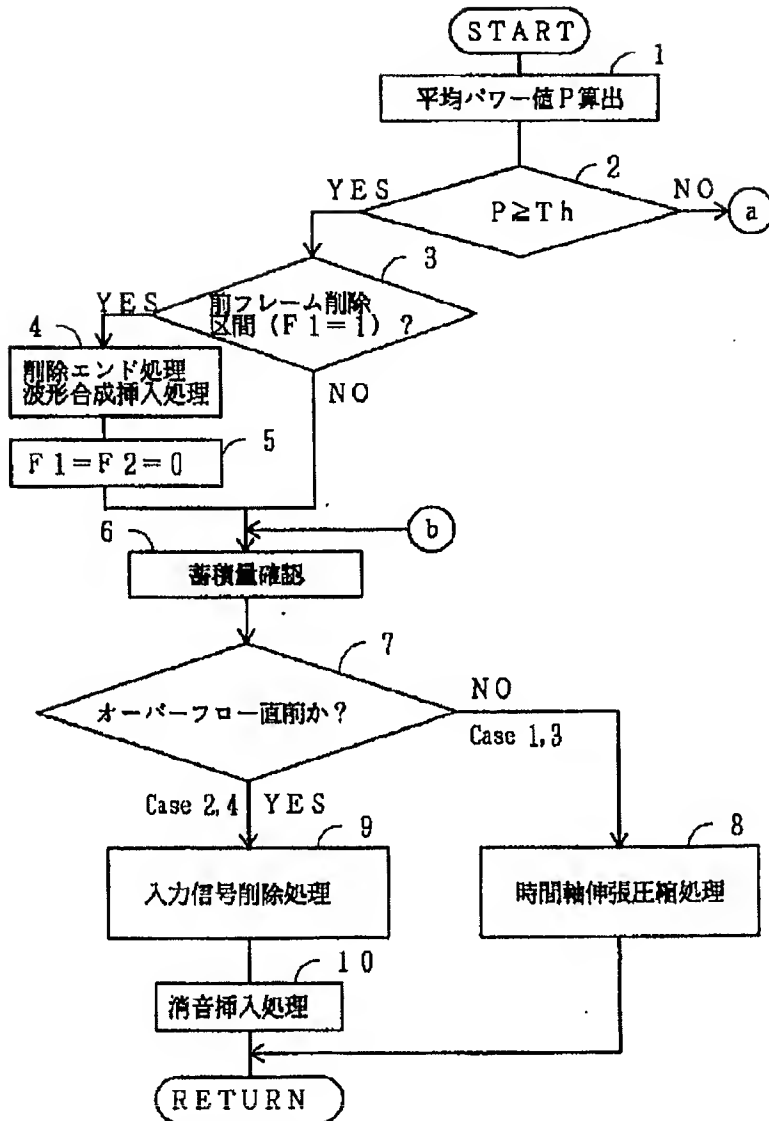 START
1
平均パワー値P算出
2
YES
NO
P≧Th
a
3
YES
前フレーム削除
区間(F1=1)?
4
削除エンド処理
波形合成挿入処理
NO
5
F1=F2=0
b
6
蓄積量確認
7
オーバーフロー直前か?
NO
Case 1,3
Case 2,4 YES
9
8
入力信号削除処理
時間軸伸張圧縮処理
10
消音挿入処理
RETURN